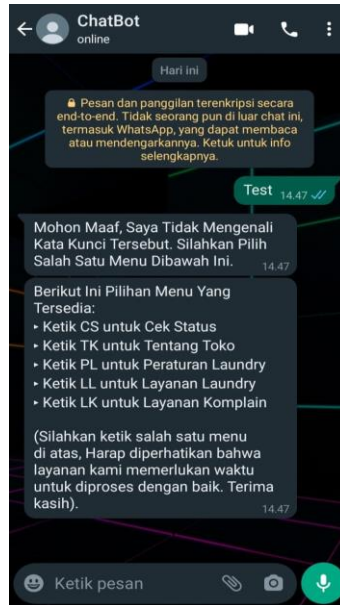 ChatBot
online
Hari ini
Pesan dan panggilan terenkripsi secara
end-to-end. Tidak seorang pun di luar chat ini,
termasuk WhatsApp, yang dapat membaca
atau mendengarkannya. Ketuk untuk info
selengkapnya.
Test 14.47
Mohon Maaf, Saya Tidak Mengenali
Kata Kunci Tersebut. Silahkan Pilih
Salah Satu Menu Dibawah Ini. 14.47
Berikut Ini Pilihan Menu Yang
Tersedia:
‣ Ketik CS untuk Cek Status
‣ Ketik TK untuk Tentang Toko
‣ Ketik PL untuk Peraturan Laundry
‣ Ketik LL untuk Layanan Laundry
‣ Ketik LK untuk Layanan Komplain
(Silahkan ketik salah satu menu
di atas, Harap diperhatikan bahwa
layanan kami memerlukan waktu
untuk diproses dengan baik. Terima
kasih). 14.47
Ketik pesan